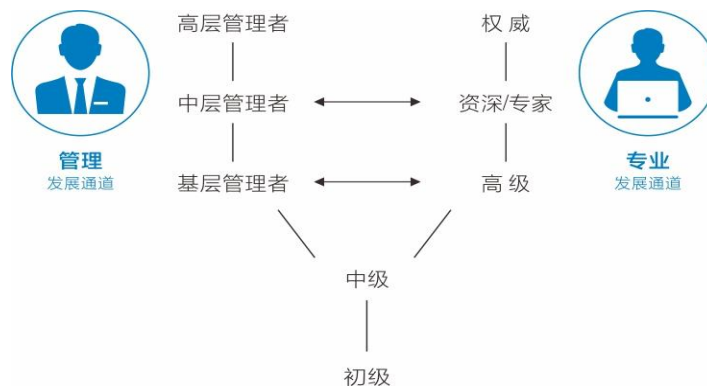 高层管理者
权威
中层管理者
资深/专家
管理
发展通道
专业
发展通道
基层管理者
高级
中级
初级